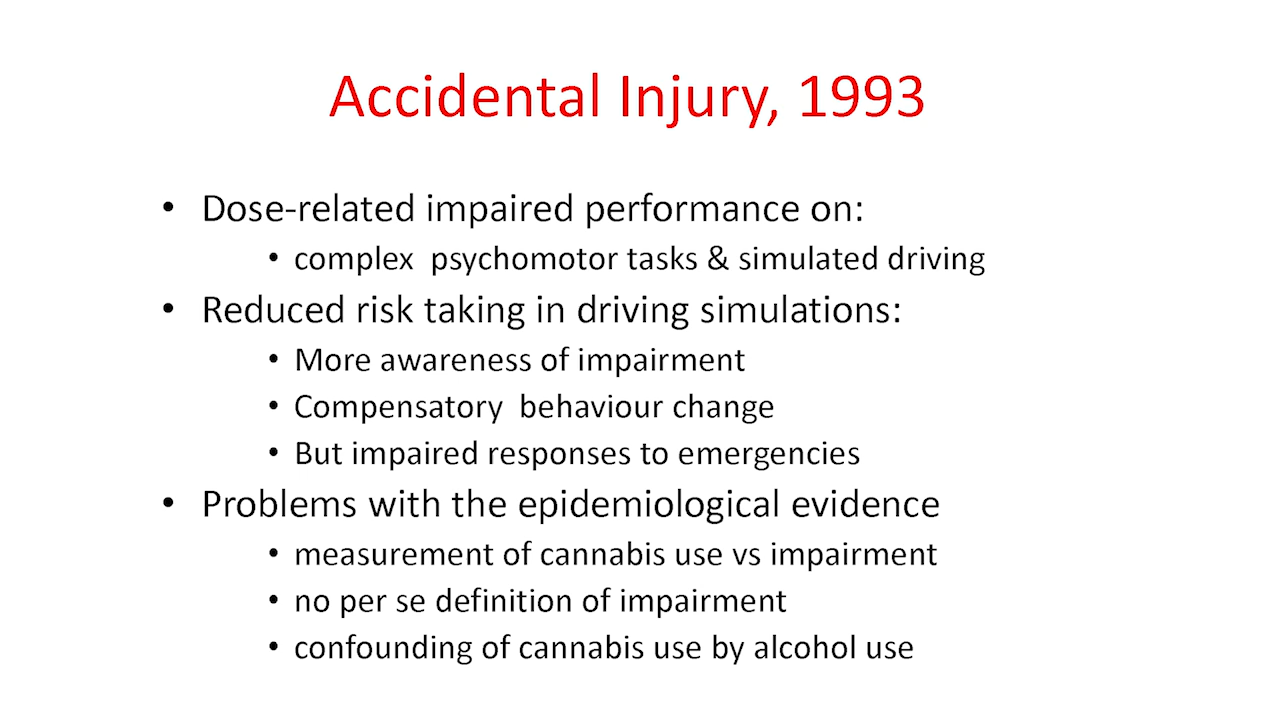 Accidental Injury, 1993
• Dose-related impaired performance on:
• complex psychomotor tasks & simulated driving
• Reduced risk taking in driving simulations:
• More awareness of impairment
• Compensatory behaviour change
• But impaired responses to emergencies
• Problems with the epidemiological evidence
• measurement of cannabis use vs impairment
• no per se definition of impairment
• confounding of cannabis use by alcohol use